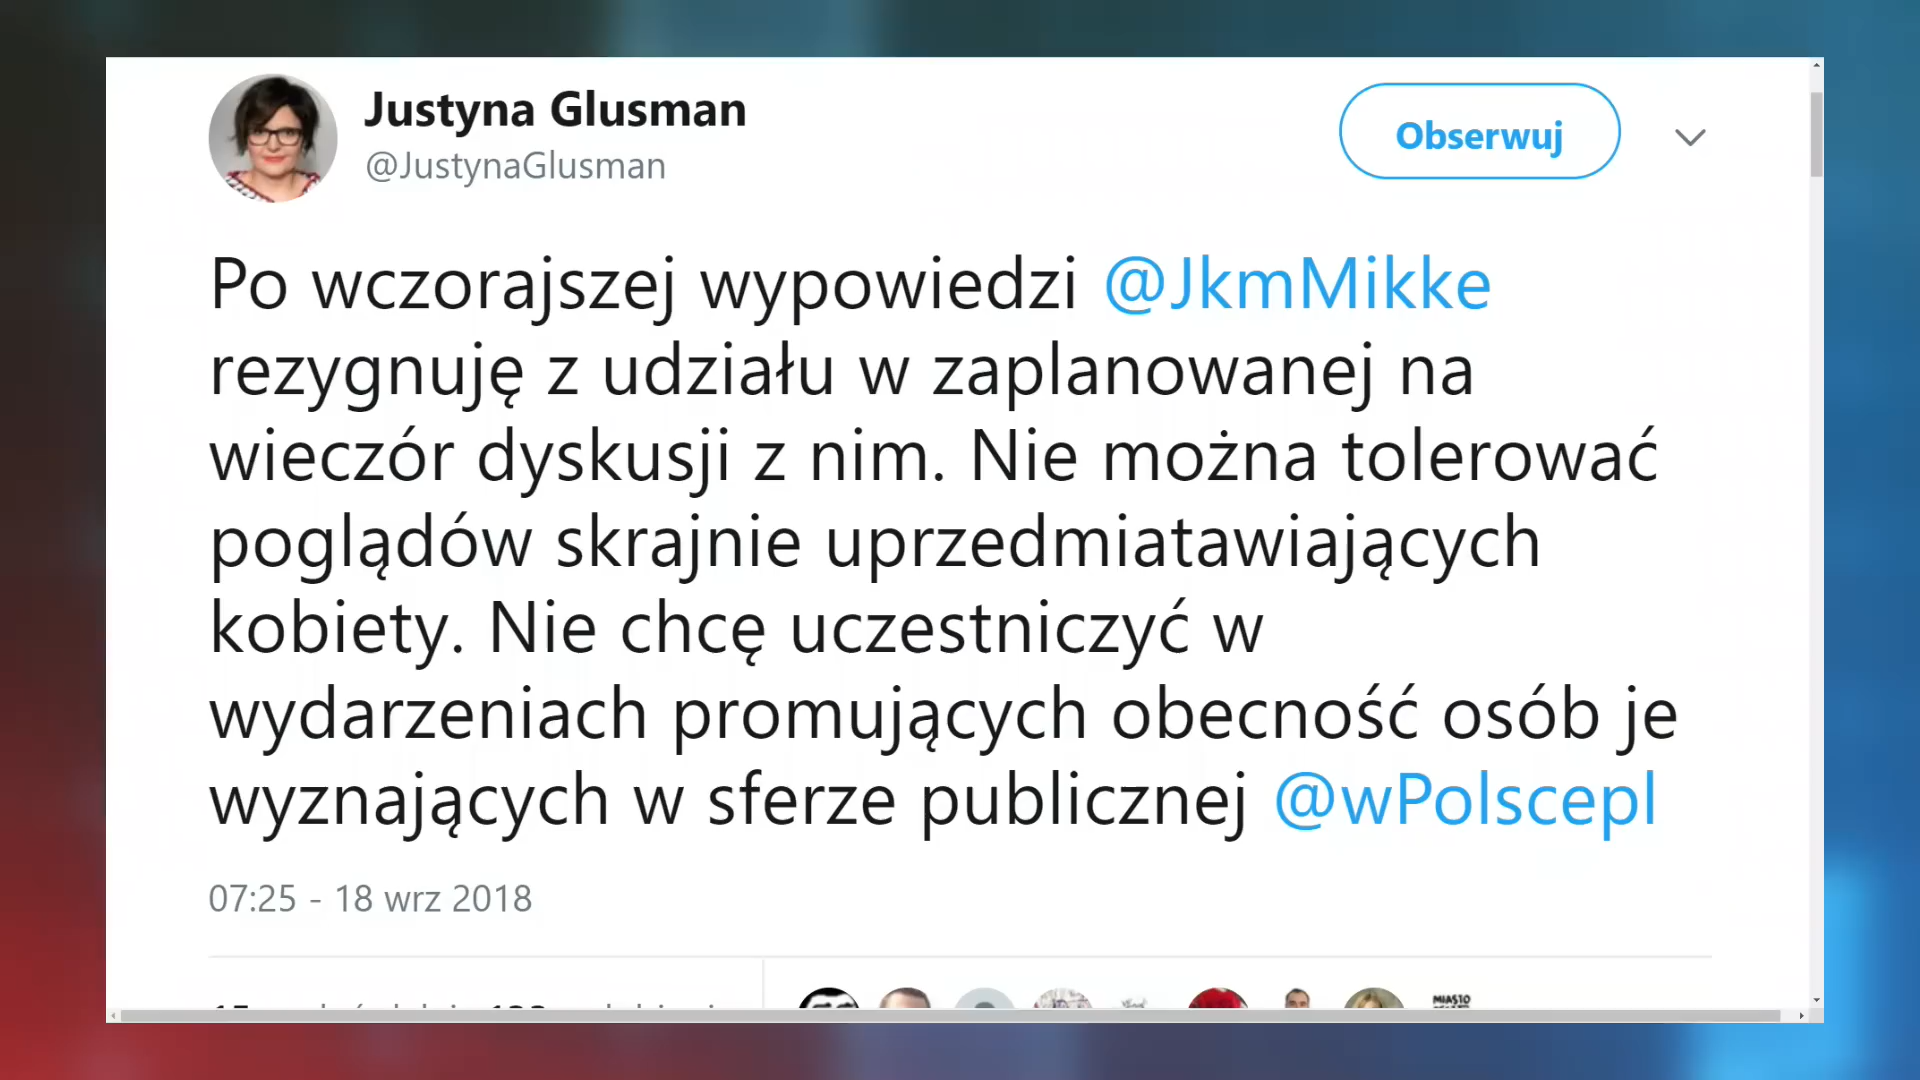 Justyna Glusman
@JustynaGlusman
Obserwuj
Po wczorajszej wypowiedzi @JkmMikke
rezygnuję z udziału w zaplanowanej na
wieczór dyskusji z nim. Nie można tolerować
poglądów skrajnie uprzedmiatawiających
kobiety. Nie chcę uczestniczyć w
wydarzeniach promujących obecność osób je
wyznających w sferze publicznej @wPolscepl
07:25 - 18 wrz 2018
MIASTO